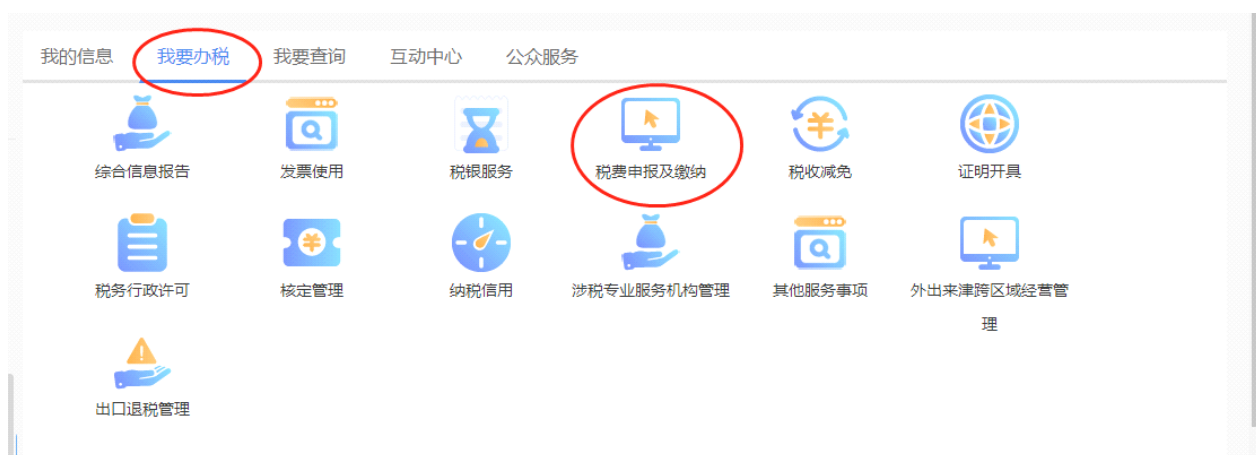 我的信息 我要办税 我要查询 互动中心 公众服务
综合信息报告 发票使用 税银服务 税费申报及缴纳 税收减免 证明开具
税务行政许可 核定管理 纳税信用 涉税专业服务机构管理 其他服务事项 外出来津跨区域经营管
理
出口退税管理